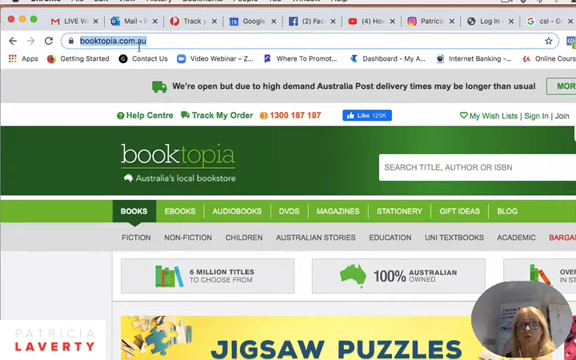 LIVE W
Mail -
Track y
Google
(8) Face
(4) How
Patricia
Log In
csl - G
booktopia.com.au
Apps
Getting Started
Contact Us
Video Webinar – Z...
Where To Promot...
Dashboard - My A...
Internet Banking -...
Online Cours
We're open but due to high demand Australia Post delivery times may be longer than usual
MOR
Help Centre
Track My Order
1300 187 187
Like 125K
My Wish Lists | Sign In | Join
booktopia
Australia's local bookstore
SEARCH TITLE, AUTHOR OR ISBN
BOOKS
EBOOKS
AUDIOBOOKS
DVDS
MAGAZINES
STATIONERY
GIFT IDEAS
BLOG
FICTION
NON-FICTION
CHILDREN
AUSTRALIAN STORIES
EDUCATION
UNI TEXTBOOKS
ACADEMIC
BARGA
6 MILLION TITLES
TO CHOOSE FROM
100% AUSTRALIAN
OWNED
OVE
IN ST
JIGSAW PUZZLES
PATRICIA
LAVERTY